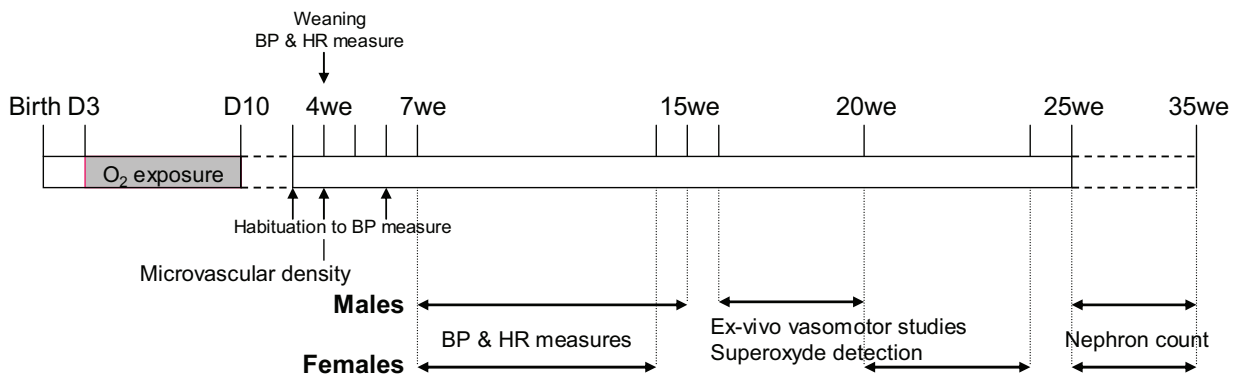 Weaning
BP & HR measure
Birth D3 D10 4we 7we 15we 20we 25we 35we
O₂ exposure
Habituation to BP measure
Microvascular density
Males
BP & HR measures
Ex-vivo vasomotor studies
Superoxyde detection
Nephron count
Females